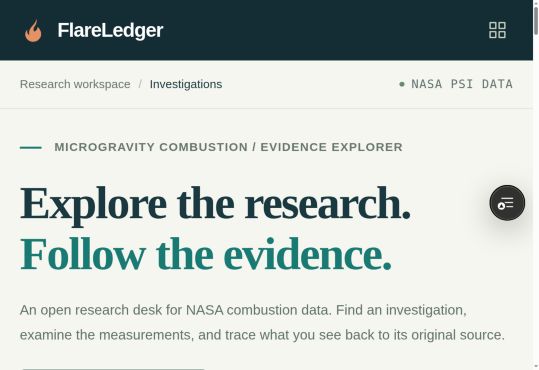 FlareLedger
Research workspace / Investigations
NASA PSI DATA
MICROGRAVITY COMBUSTION / EVIDENCE EXPLORER
Explore the research.
Follow the evidence.
An open research desk for NASA combustion data. Find an investigation,
examine the measurements, and trace what you see back to its original source.